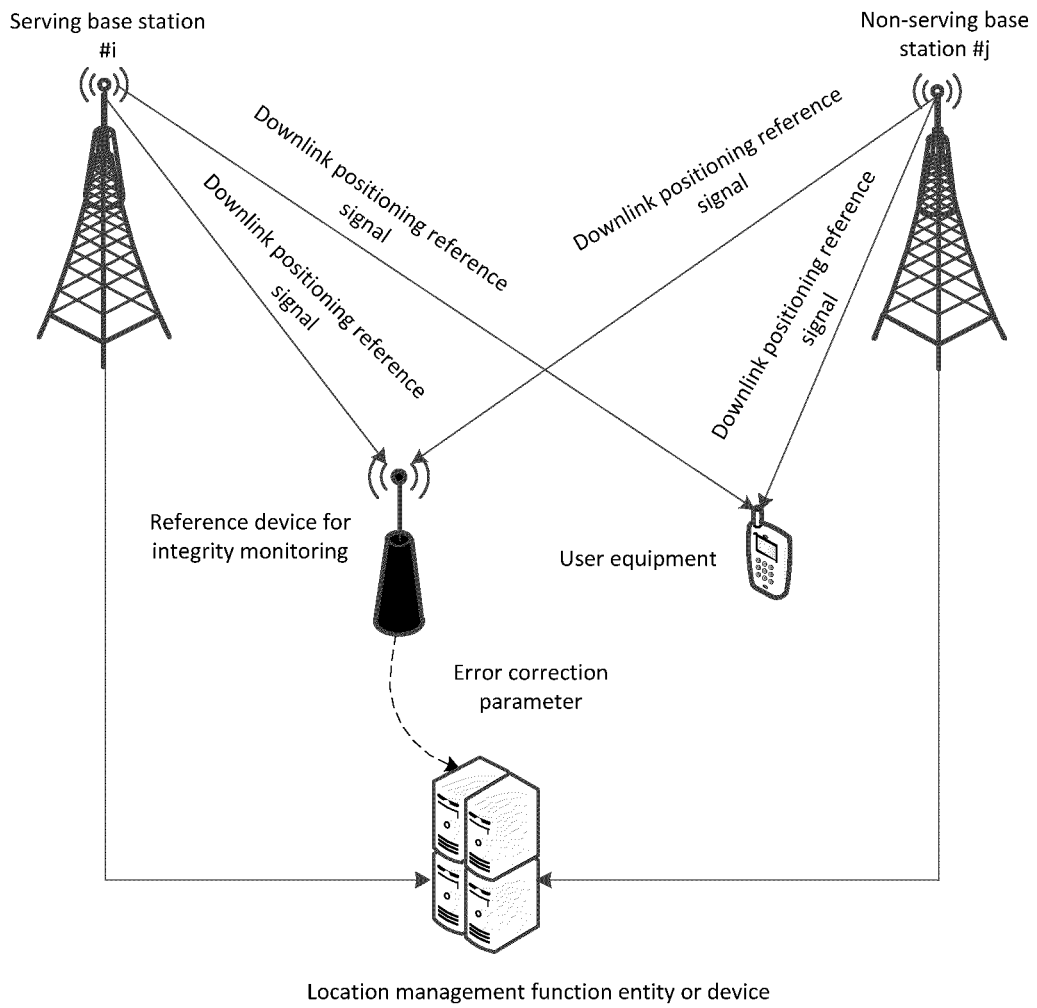 Serving base station
#i
Non-serving base
station #j
Downlink positioning reference
signal
Downlink positioning reference
signal
Downlink positioning reference
signal
Downlink positioning reference
signal
Reference device for
integrity monitoring
User equipment
Error correction
parameter
Location management function entity or device